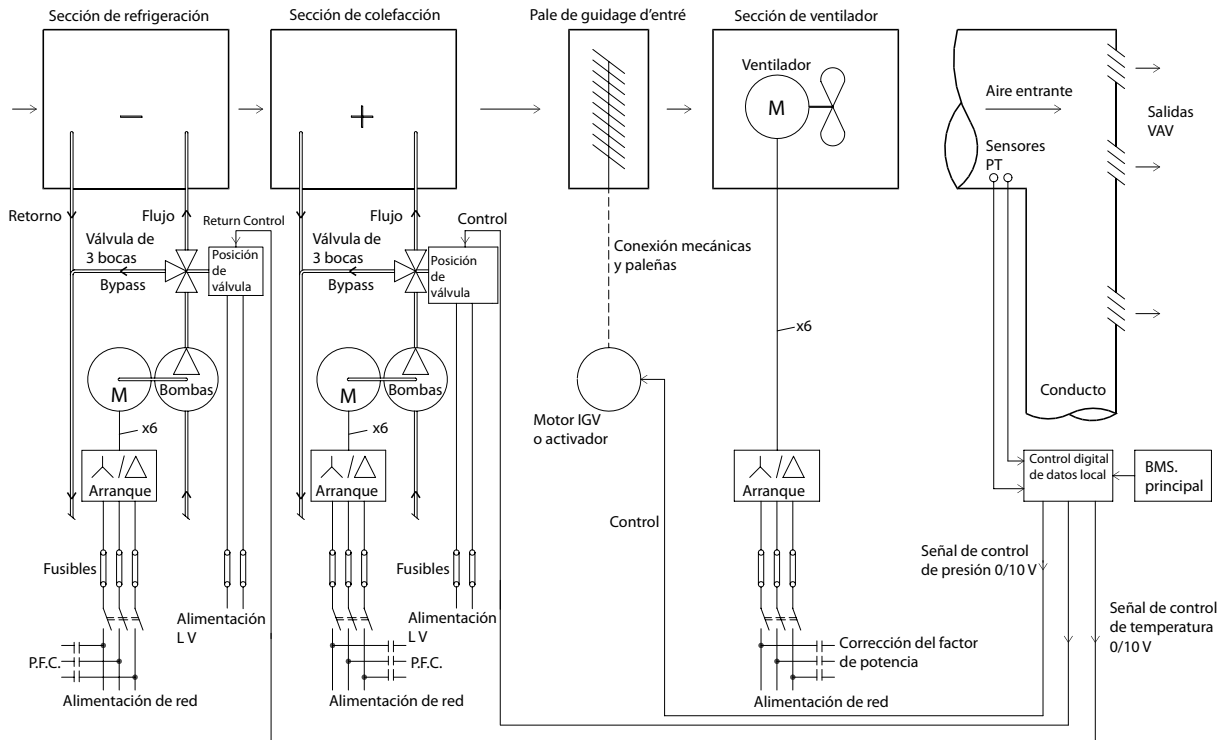 Sección de refrigeración
Sección de colefacción
Pale de guidage d'entré
Sección de ventilador
−
+
Ventilador
M
Aire entrante
Salidas
VAV
Sensores
PT
Retorno
Flujo
Return Control
Válvula de
3 bocas
Bypass
Posición
de
válvula
Retorno
Flujo
Control
Válvula de
3 bocas
Bypass
Posición
de
válvula
Conexión mecánicas
y paleñas
x6
M
Bombas
M
Bombas
Motor IGV
o activador
Conducto
x6
x6
Arranque
Arranque
Arranque
Control digital
de datos local
BMS.
principal
Control
Fusibles
Fusibles
Señal de control
de presión 0/10 V
Señal de control
de temperatura
0/10 V
Alimentación
L V
Alimentación
L V
P.F.C.
P.F.C.
Corrección del factor
de potencia
Alimentación de red
Alimentación de red
Alimentación de red